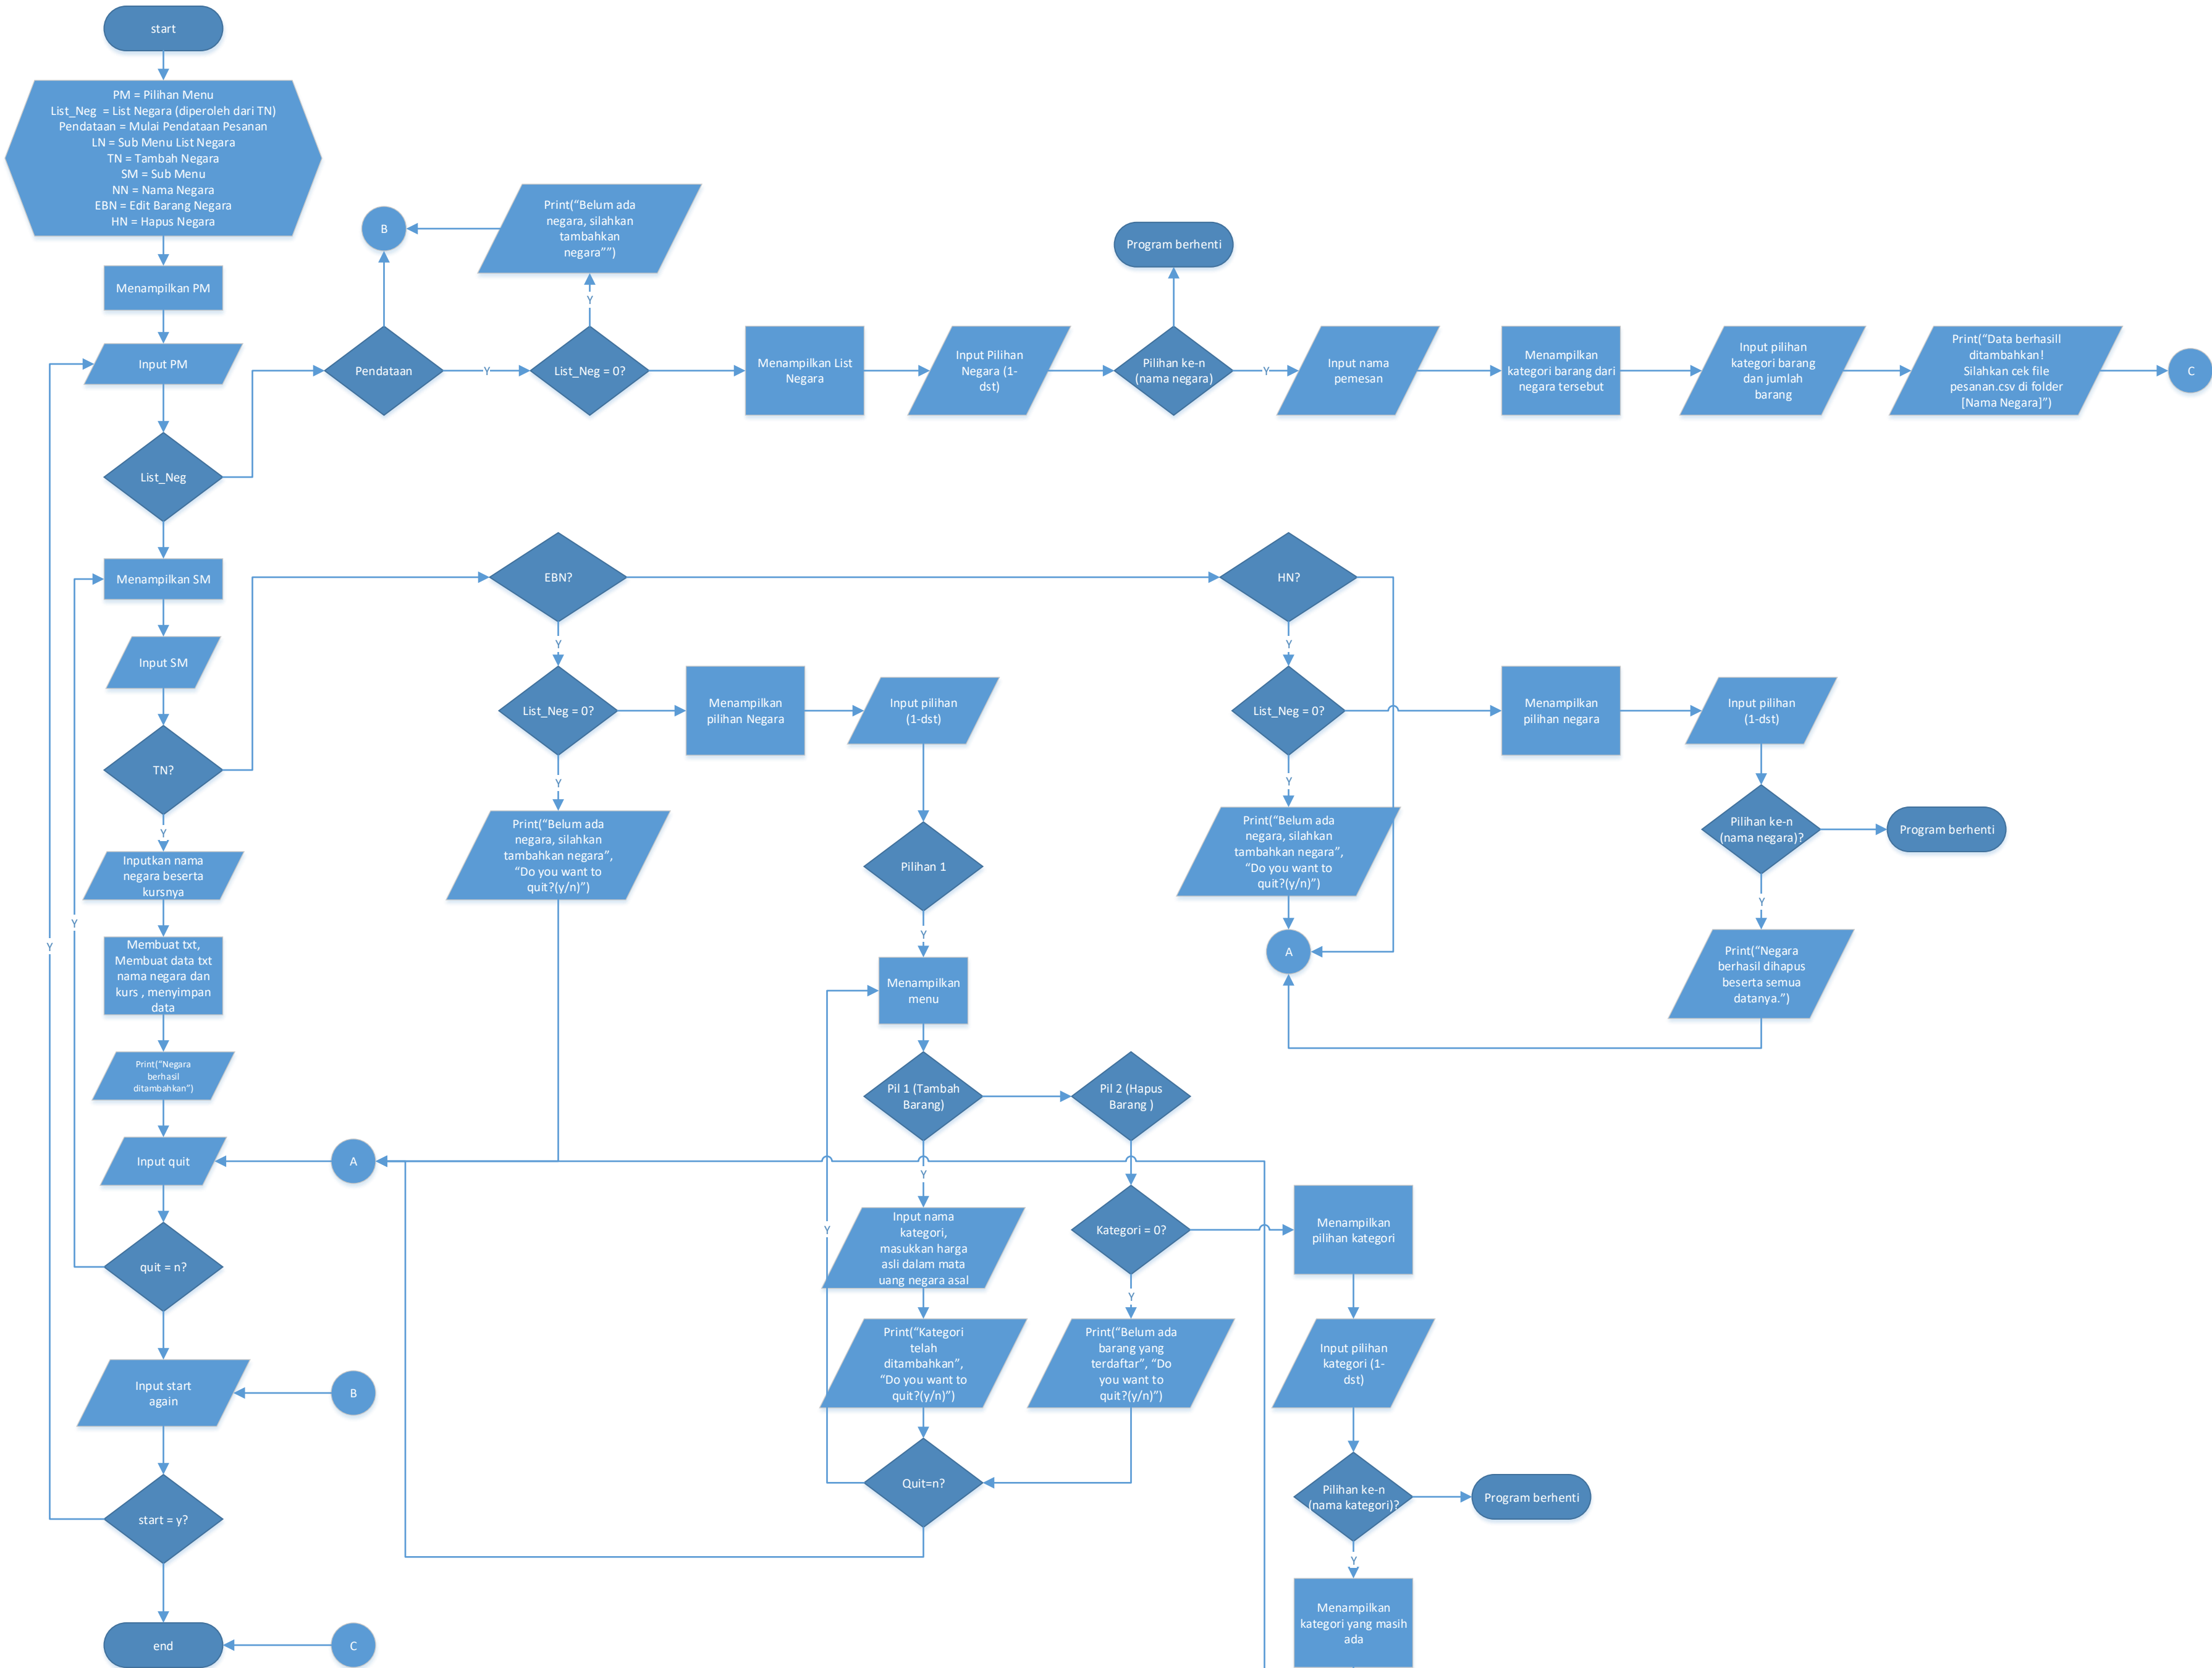 start
PM = Pilihan Menu
List_Neg = List Negara (diperoleh dari TN)
Pendataan = Mulai Pendataan Pesanan
LN = Sub Menu List Negara
TN = Tambah Negara
SM = Sub Menu
NN = Nama Negara
EBN = Edit Barang Negara
HN = Hapus Negara
Menampilkan PM
Input PM
List_Neg
Pendataan
B
Print(“Belum ada
negara, silahkan
tambahkan
negara””)
Y
Y
List_Neg = 0?
Menampilkan List
Negara
Input Pilihan
Negara (1-
dst)
Program berhenti
Pilihan ke-n
(nama negara)
Y
Input nama
pemesan
Menampilkan
kategori barang dari
negara tersebut
Input pilihan
kategori barang
dan jumlah
barang
Print(“Data berhasill
ditambahkan!
Silahkan cek file
pesanan.csv di folder
[Nama Negara]”)
C
Menampilkan SM
Input SM
TN?
Y
Inputkan nama
negara beserta
kursnya
Y
Y
Membuat txt,
Membuat data txt
nama negara dan
kurs , menyimpan
data
Print(“Negara
berhasil
ditambahkan”)
Input quit
A
quit = n?
Input start
again
B
start = y?
end
C
EBN?
Y
List_Neg = 0?
Y
Print(“Belum ada
negara, silahkan
tambahkan negara”,
“Do you want to
quit?(y/n)”)
Menampilkan
pilihan Negara
Input pilihan
(1-dst)
Pilihan 1
Y
Menampilkan
menu
Pil 1 (Tambah
Barang)
Pil 2 (Hapus
Barang )
Y
Y
Input nama
kategori,
masukkan harga
asli dalam mata
uang negara asal
Print(“Kategori
telah
ditambahkan”,
“Do you want to
quit?(y/n)”)
Quit=n?
Kategori = 0?
Y
Print(“Belum ada
barang yang
terdaftar”, “Do
you want to
quit?(y/n)”)
Menampilkan
pilihan kategori
Input pilihan
kategori (1-
dst)
Pilihan ke-n
(nama kategori)?
Program berhenti
Y
Menampilkan
kategori yang masih
ada
HN?
Y
List_Neg = 0?
Y
Print(“Belum ada
negara, silahkan
tambahkan negara”,
“Do you want to
quit?(y/n)”)
A
Menampilkan
pilihan negara
Input pilihan
(1-dst)
Pilihan ke-n
(nama negara)?
Program berhenti
Y
Print(“Negara
berhasil dihapus
beserta semua
datanya.”)